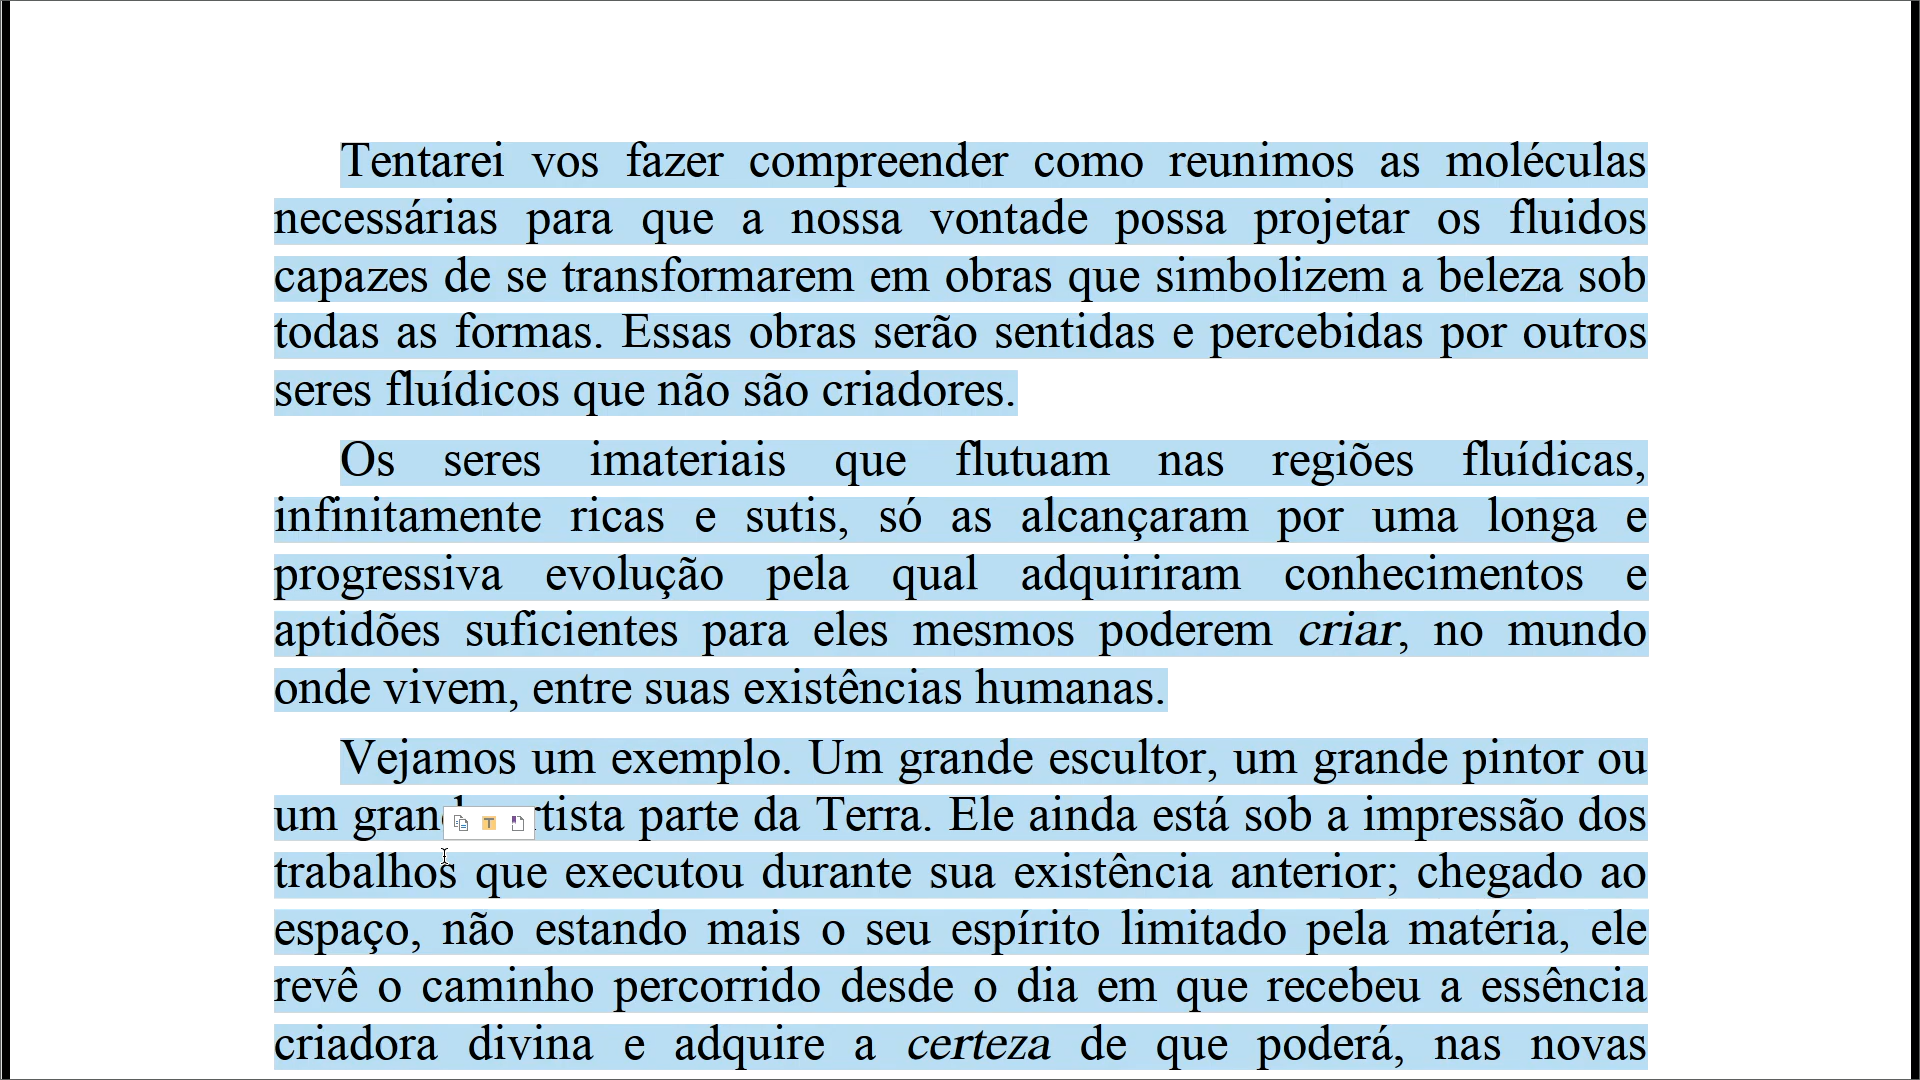 Tentarei vos fazer compreender como reunimos as moléculas
necessárias para que a nossa vontade possa projetar os fluidos
capazes de se transformarem em obras que simbolizem a beleza sob
todas as formas. Essas obras serão sentidas e percebidas por outros
seres fluídicos que não são criadores.
Os seres imateriais que flutuam nas regiões fluídicas,
infinitamente ricas e sutis, só as alcançaram por uma longa e
progressiva evolução pela qual adquiriram conhecimentos e
aptidões suficientes para eles mesmos poderem criar, no mundo
onde vivem, entre suas existências humanas.
Vejamos um exemplo. Um grande escultor, um grande pintor ou
um parte da Terra. Ele ainda está sob a impressão dos
trabalhos que executou durante sua existência anterior; chegado ao
espaço, não estando mais o seu espírito limitado pela matéria, ele
revê o caminho percorrido desde o dia em que recebeu a essência
criadora divina e adquire a certeza de que poderá, nas novas